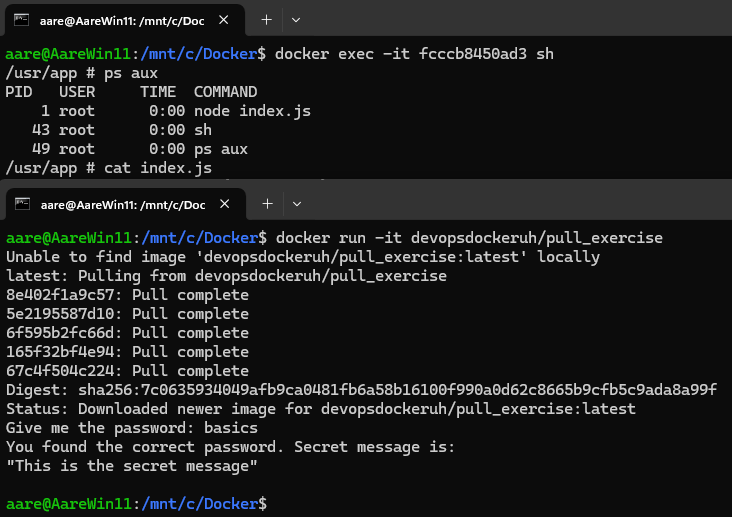 aare@AareWin11: /mnt/c/Doc
aare@AareWin11:/mnt/c/Docker$ docker exec -it fcccb8450ad3 sh
/usr/app # ps aux
PID   USER     TIME  COMMAND
    1 root      0:00 node index.js
   43 root      0:00 sh
   49 root      0:00 ps aux
/usr/app # cat index.js
aare@AareWin11: /mnt/c/Doc
aare@AareWin11:/mnt/c/Docker$ docker run -it devopsdockeruh/pull_exercise
Unable to find image 'devopsdockeruh/pull_exercise:latest' locally
latest: Pulling from devopsdockeruh/pull_exercise
8e402f1a9c57: Pull complete
5e2195587d10: Pull complete
6f595b2fc66d: Pull complete
165f32bf4e94: Pull complete
67c4f504c224: Pull complete
Digest: sha256:7c0635934049afb9ca0481fb6a58b16100f990a0d62c8665b9cfb5c9ada8a99f
Status: Downloaded newer image for devopsdockeruh/pull_exercise:latest
Give me the password: basics
You found the correct password. Secret message is:
"This is the secret message"
aare@AareWin11:/mnt/c/Docker$